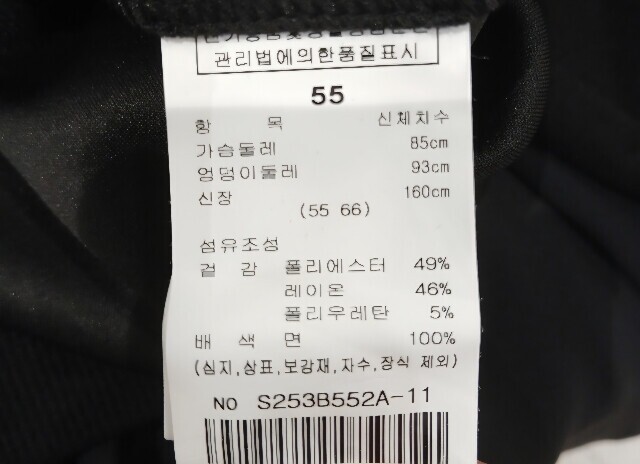 관리법에의한품질표시
55
항 목 신체치수
가슴둘레 85cm
엉덩이둘레 93cm
신장 160cm
(55 66)
섬유조성
겉 감 폴리에스터 49%
레이온 46%
폴리우레탄 5%
배 색 면 100%
(심지,상표,보강재,자수,장식 제외)
NO S253B552A-11